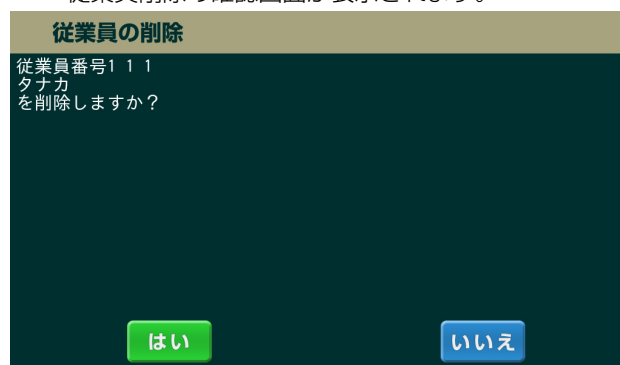 従業員の削除
従業員番号1 1 1
タナカ
を削除しますか？
はい
いいえ